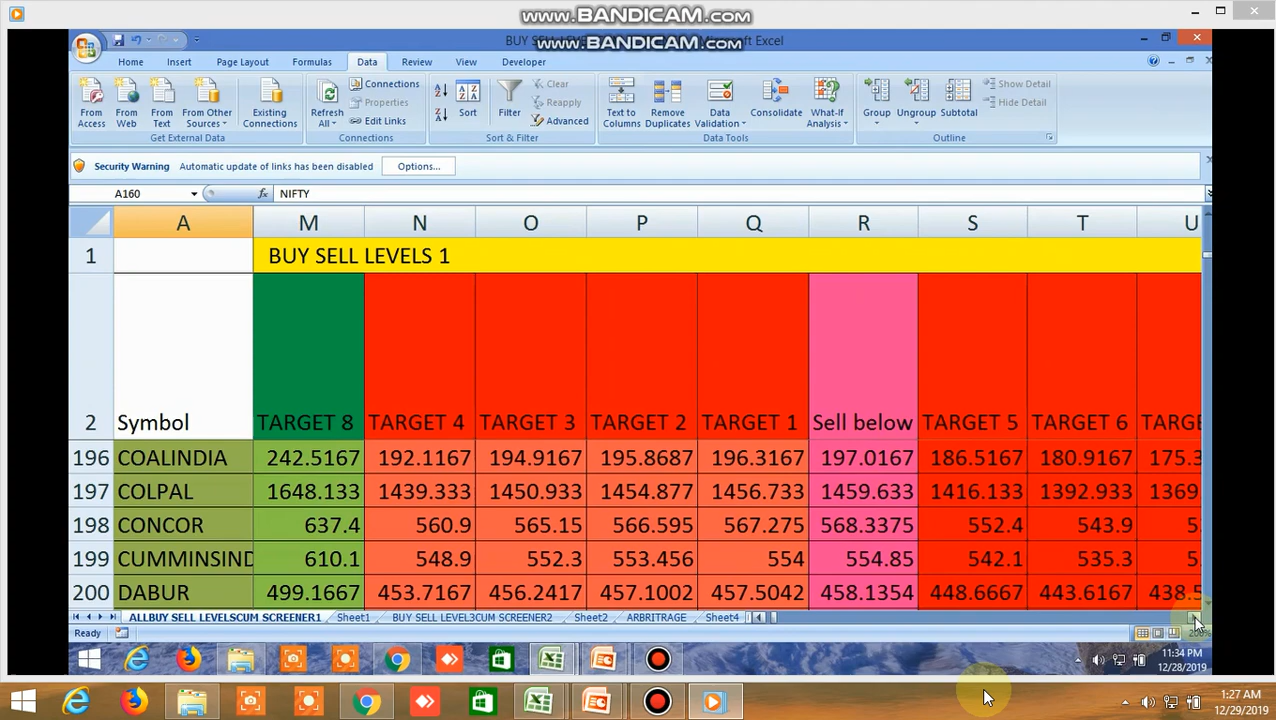 www.BANDICAM.com
BUY SELL LEV www.BANDICAM.com Microsoft Excel
Home Insert Page Layout Formulas Data Review View Developer
From Access From Web From Text From Other Sources Existing Connections Refresh All Connections Properties Edit Links Sort Filter Clear Reapply Advanced Text to Columns Remove Duplicates Data Validation Consolidate What-If Analysis Group Ungroup Subtotal Show Detail Hide Detail
Get External Data Connections Sort & Filter Data Tools Outline
Security Warning Automatic update of links has been disabled Options...
A160 fx NIFTY
A M N O P Q R S T U
1 BUY SELL LEVELS 1
2 Symbol TARGET 8 TARGET 4 TARGET 3 TARGET 2 TARGET 1 Sell below TARGET 5 TARGET 6 TARGE
196 COALINDIA 242.5167 192.1167 194.9167 195.8687 196.3167 197.0167 186.5167 180.9167 175.3
197 COLPAL 1648.133 1439.333 1450.933 1454.877 1456.733 1459.633 1416.133 1392.933 1369
198 CONCOR 637.4 560.9 565.15 566.595 567.275 568.3375 552.4 543.9 5
199 CUMMINSIND 610.1 548.9 552.3 553.456 554 554.85 542.1 535.3 5
200 DABUR 499.1667 453.7167 456.2417 457.1002 457.5042 458.1354 448.6667 443.6167 438.5
ALLBUY SELL LEVELSCUM SCREENER1 Sheet1 BUY SELL LEVEL3CUM SCREENER2 Sheet2 ARBRITRAGE Sheet4
Ready 200%
11:34 PM
12/28/2019
1:27 AM
12/29/2019